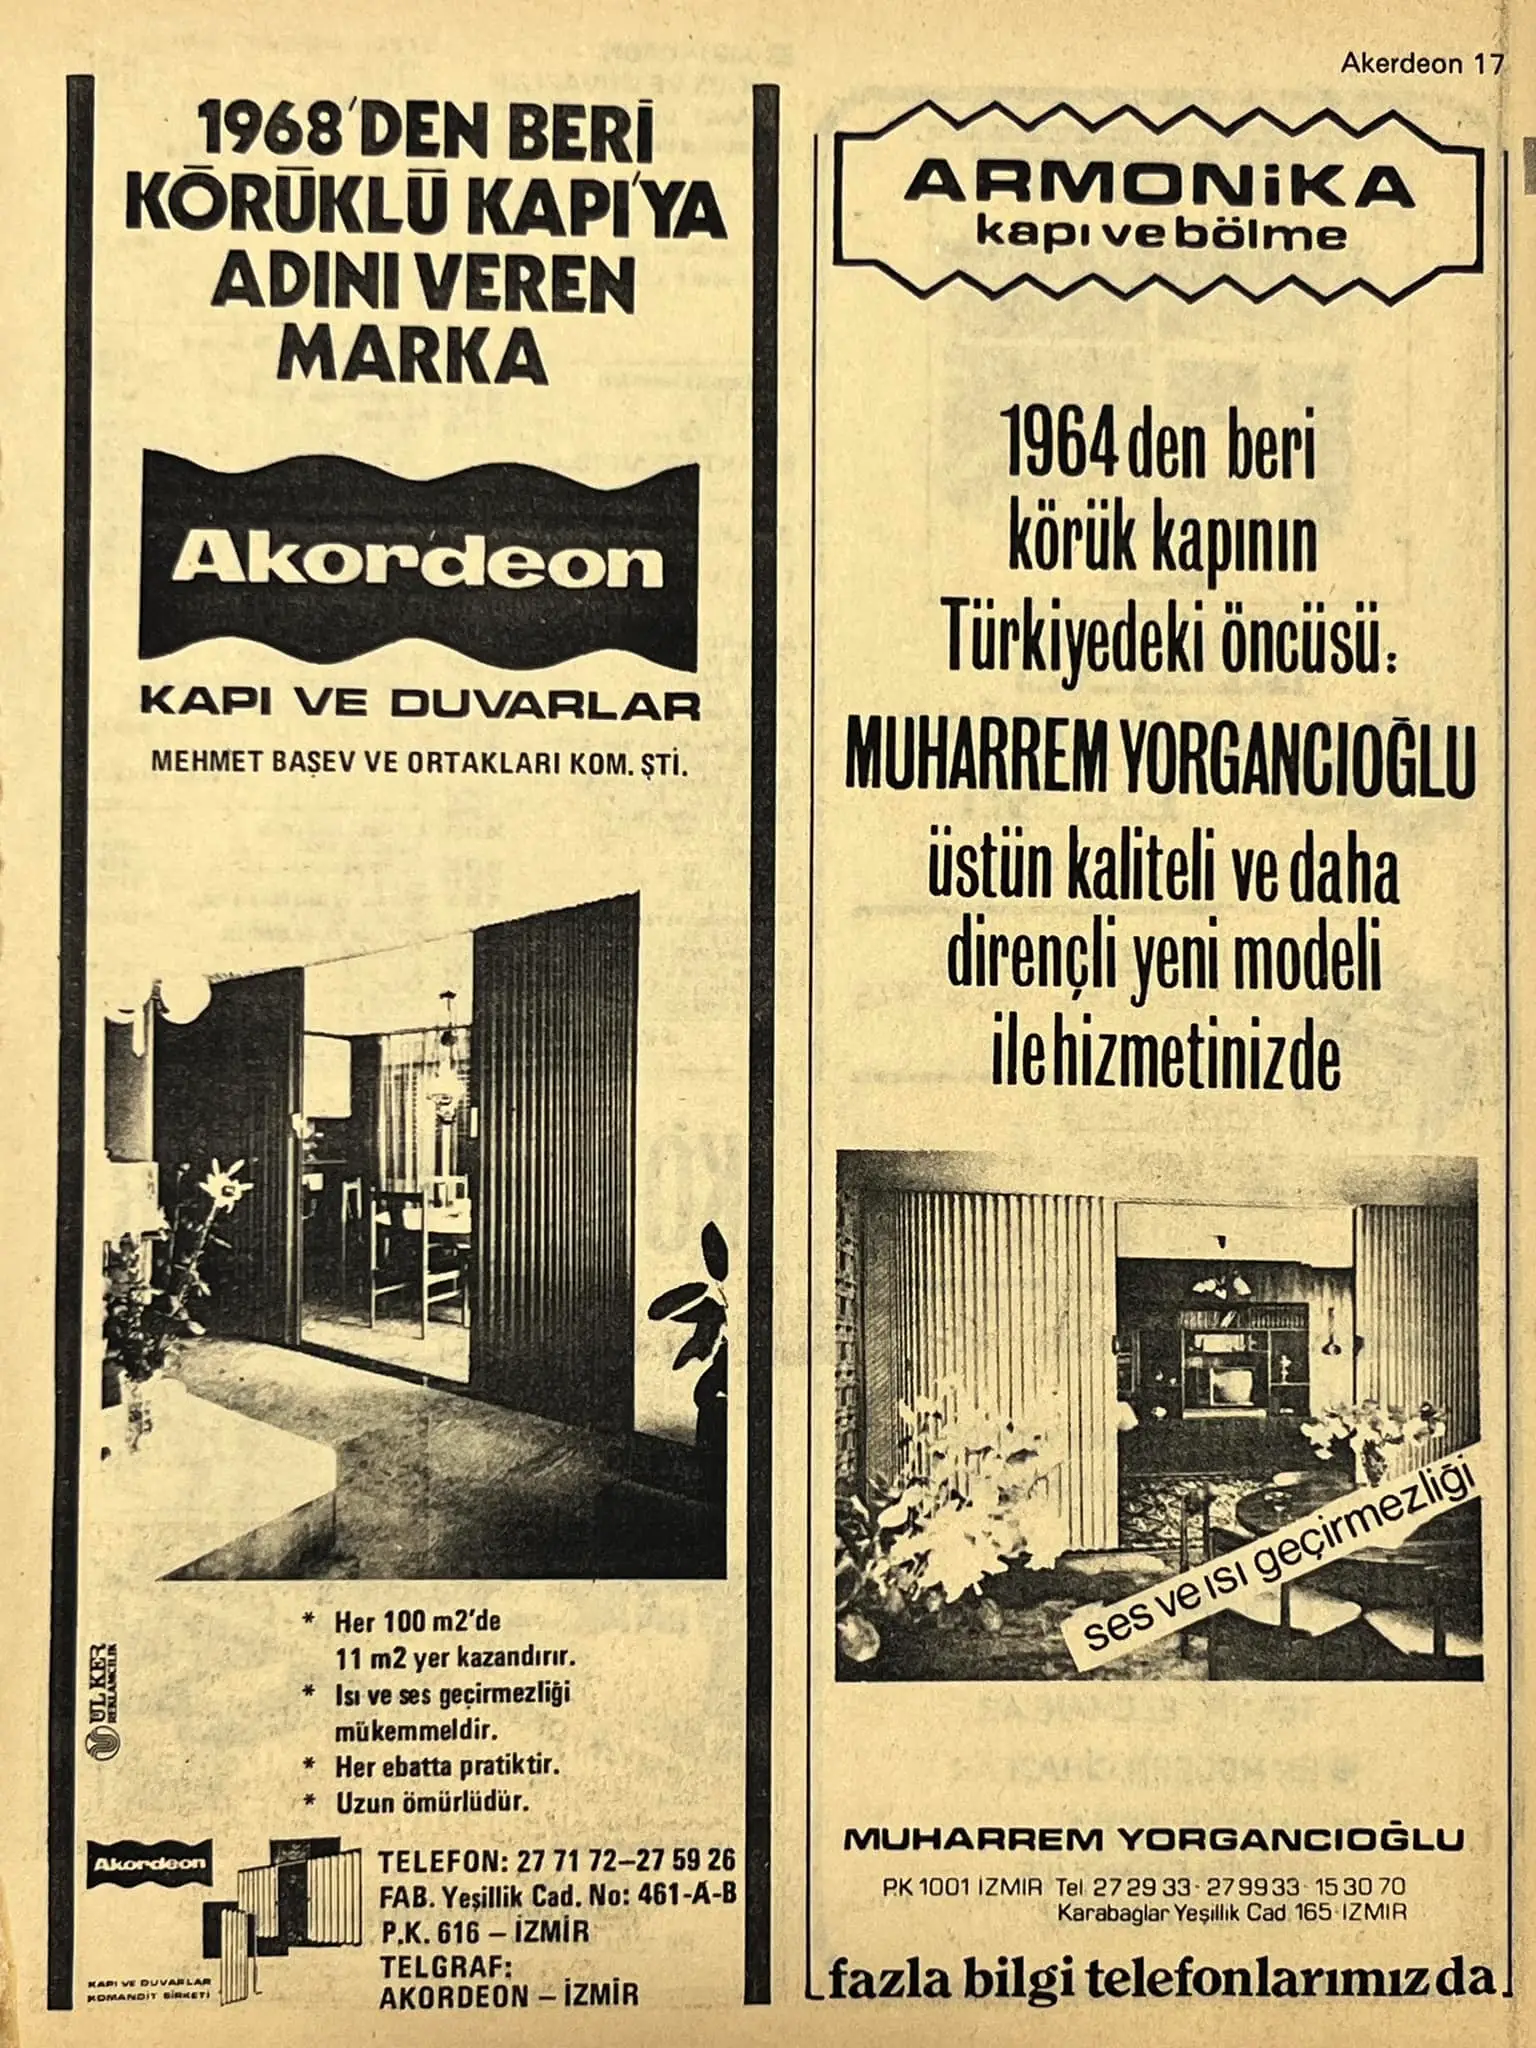 Akerdeon 17
1968'DEN BERİ
KÖRÜKLÜ KAPI'YA
ADINI VEREN
MARKA
Akordeon
KAPI VE DUVARLAR
MEHMET BAŞEV VE ORTAKLARI KOM. ŞTİ.
* Her 100 m2'de
11 m2 yer kazandırır.
* Isı ve ses geçirmezliği
mükemmeldir.
* Her ebatta pratiktir.
* Uzun ömürlüdür.
ÜLKER
REKLAMCILIK
Akordeon
KAPI VE DUVARLAR
KOMANDİT ŞİRKETİ
TELEFON: 27 71 72–27 59 26
FAB. Yeşillik Cad. No: 461-A-B
P.K. 616 – İZMİR
TELGRAF:
AKORDEON – İZMİR
ARMONiKA
kapı ve bölme
1964 den beri
körük kapının
Türkiyedeki öncüsü:
MUHARREM YORGANCIOĞLU
üstün kaliteli ve daha
dirençli yeni modeli
ile hizmetinizde
ses ve ısı geçirmezliği
MUHARREM YORGANCIOĞLU
P.K 1001 İZMİR Tel 27 29 33 - 27 99 33 - 15 30 70
Karabağlar Yeşillik Cad 165 - İZMİR
fazla bilgi telefonlarımızda